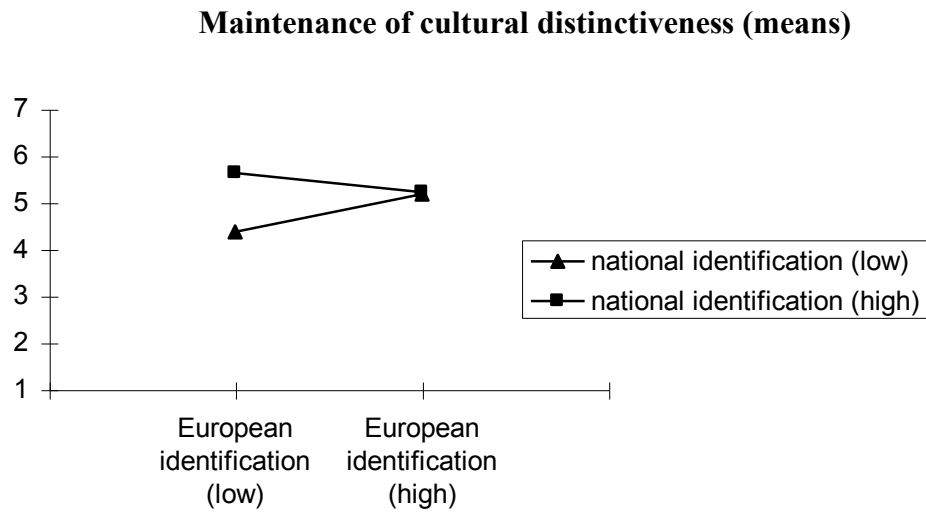 Maintenance of cultural distinctiveness (means)
7
6
5
4
3
2
1
national identification (low)
national identification (high)
European
identification
(low)
European
identification
(high)